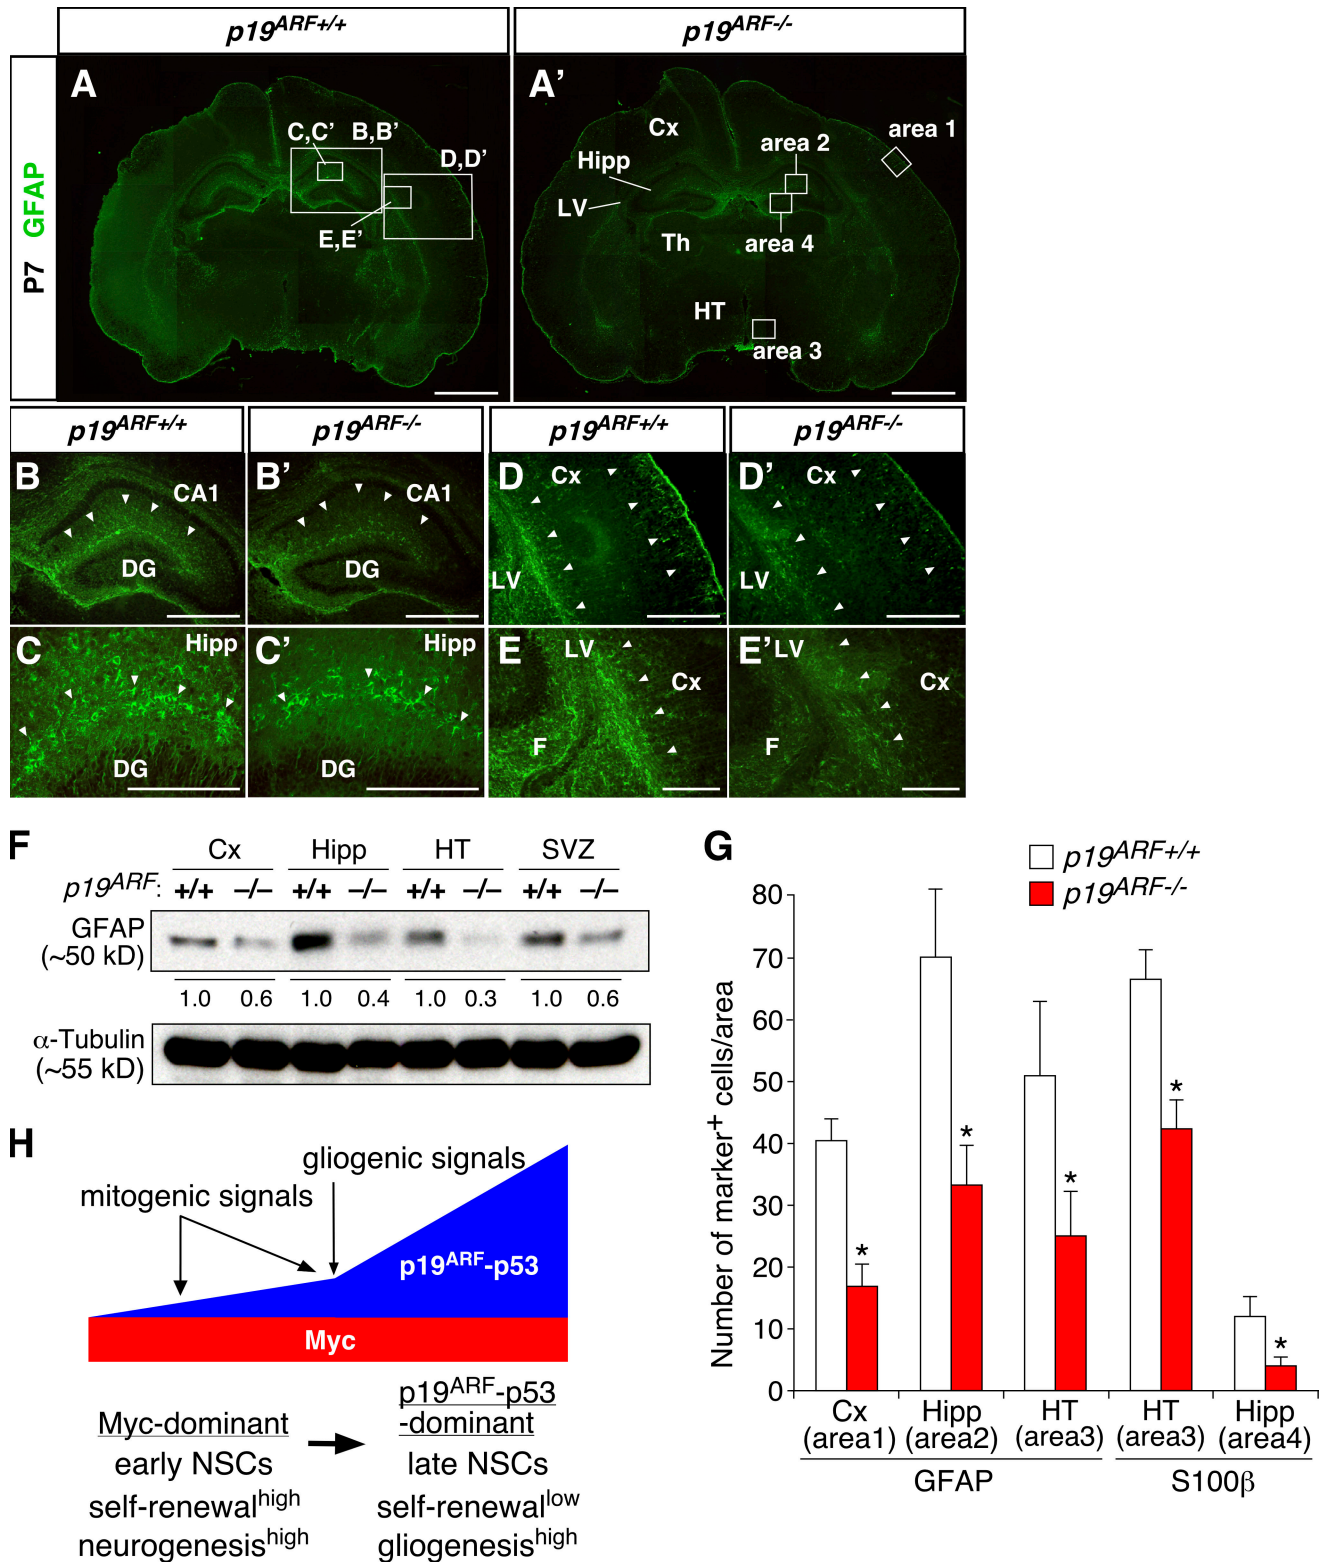 p19ARF+/+
p19ARF-/-
P7 GFAP
A
C,C’ B,B’
D,D’
E,E’
A’
Cx
area 1
area 2
Hipp
LV
Th
area 4
HT
area 3
p19ARF+/+
p19ARF-/-
p19ARF+/+
p19ARF-/-
B
CA1
DG
B’
CA1
DG
D
Cx
LV
D’
Cx
LV
C
Hipp
DG
C’
Hipp
DG
E
LV
Cx
F
E’
LV
Cx
F
F
Cx Hipp HT SVZ
p19ARF: +/+ –/– +/+ –/– +/+ –/– +/+ –/–
GFAP
(~50 kD)
1.0 0.6 1.0 0.4 1.0 0.3 1.0 0.6
α-Tubulin
(~55 kD)
G
p19ARF+/+
p19ARF-/-
Number of marker+ cells/area
80
70
60
50
40
30
20
10
0
*
*
*
*
*
Cx Hipp HT HT Hipp
(area1) (area2) (area3) (area3) (area4)
GFAP S100β
H
gliogenic signals
mitogenic signals
p19ARF-p53
Myc
Myc-dominant
early NSCs
self-renewalhigh
neurogenesishigh
p19ARF-p53
-dominant
late NSCs
self-renewallow
gliogenesishigh